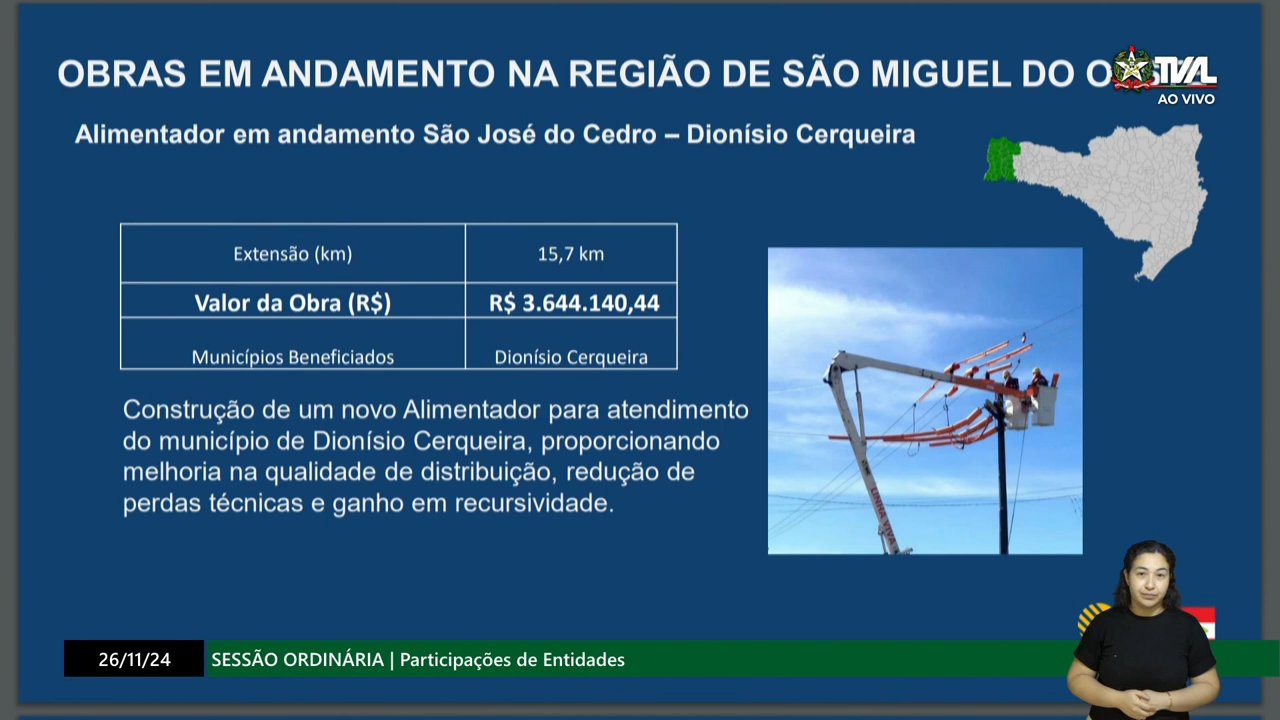 OBRAS EM ANDAMENTO NA REGIÃO DE SÃO MIGUEL DO
TVAL
AO VIVO
Alimentador em andamento São José do Cedro – Dionísio Cerqueira
Extensão (km) 15,7 km
Valor da Obra (R$) R$ 3.644.140,44
Municípios Beneficiados Dionísio Cerqueira
Construção de um novo Alimentador para atendimento
do município de Dionísio Cerqueira, proporcionando
melhoria na qualidade de distribuição, redução de
perdas técnicas e ganho em recursividade.
LINHA VIVA
26/11/24 SESSÃO ORDINÁRIA | Participações de Entidades